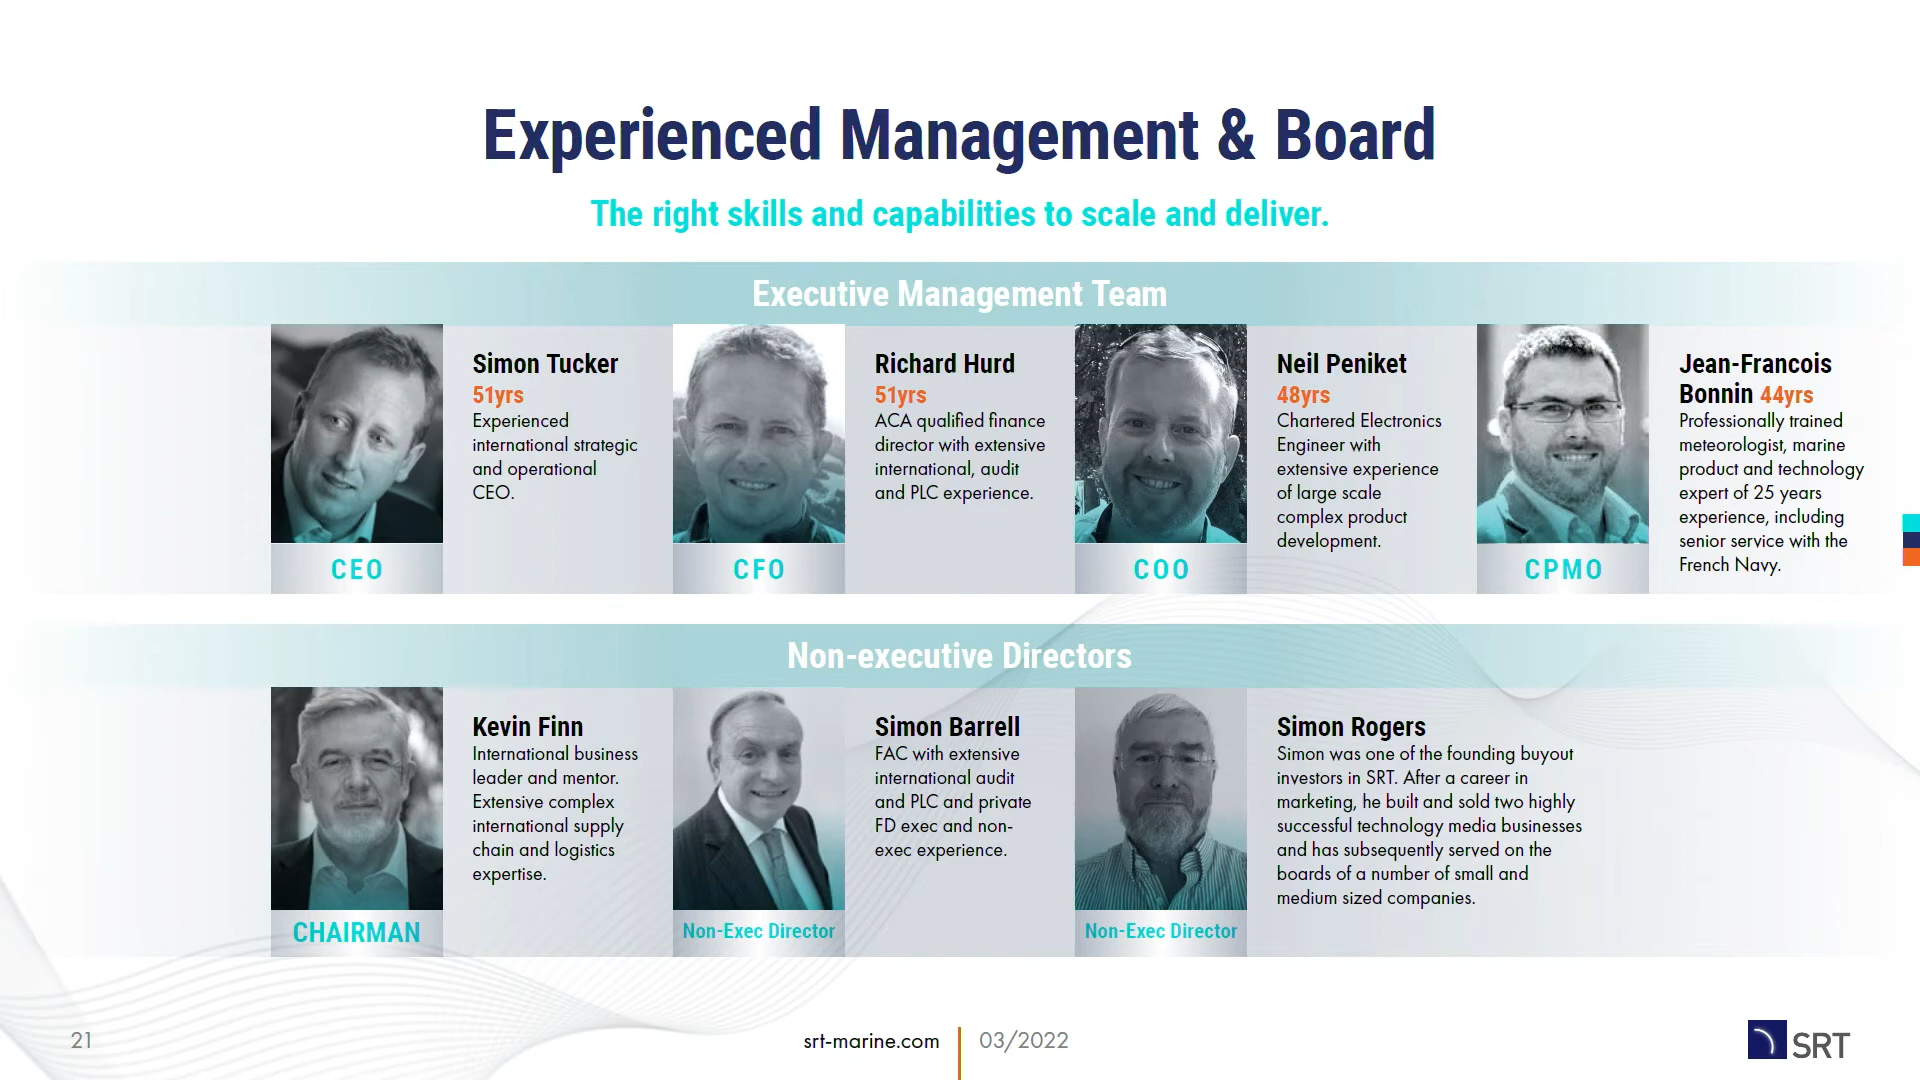 Experienced Management & Board
The right skills and capabilities to scale and deliver.
Executive Management Team
CEO
Simon Tucker
51yrs
Experienced
international strategic
and operational
CEO.
CFO
Richard Hurd
51yrs
ACA qualified finance
director with extensive
international, audit
and PLC experience.
COO
Neil Peniket
48yrs
Chartered Electronics
Engineer with
extensive experience
of large scale
complex product
development.
CPMO
Jean-Francois
Bonnin 44yrs
Professionally trained
meteorologist, marine
product and technology
expert of 25 years
experience, including
senior service with the
French Navy.
Non-executive Directors
CHAIRMAN
Kevin Finn
International business
leader and mentor.
Extensive complex
international supply
chain and logistics
expertise.
Non-Exec Director
Simon Barrell
FAC with extensive
international audit
and PLC and private
FD exec and non-
exec experience.
Non-Exec Director
Simon Rogers
Simon was one of the founding buyout
investors in SRT. After a career in
marketing, he built and sold two highly
successful technology media businesses
and has subsequently served on the
boards of a number of small and
medium sized companies.
21
srt-marine.com
03/2022
SRT